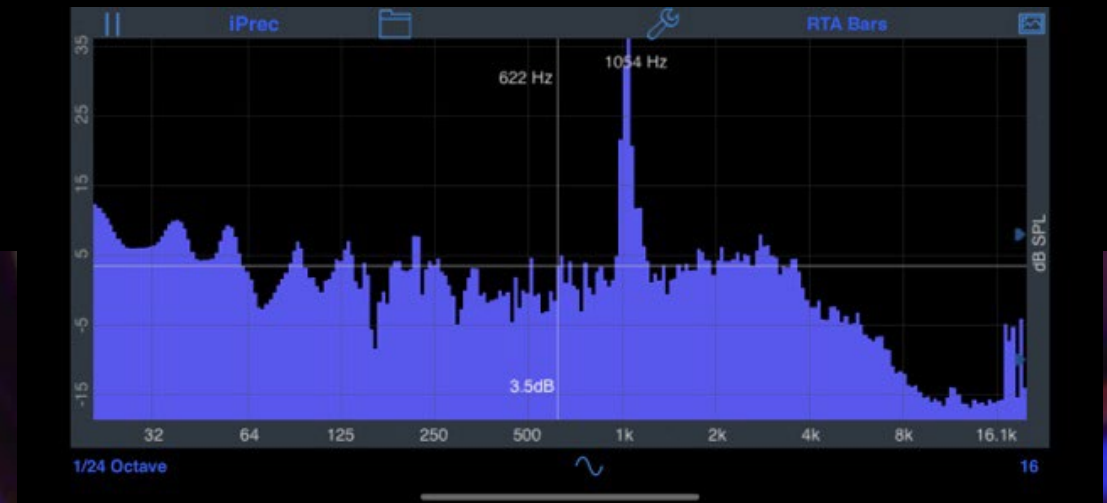 iPrec RTA Bars
35
1054 Hz
622 Hz
25
15
5
dB SPL
-5
3.5dB
-15
32 64 125 250 500 1k 2k 4k 8k 16.1k
1/24 Octave 16